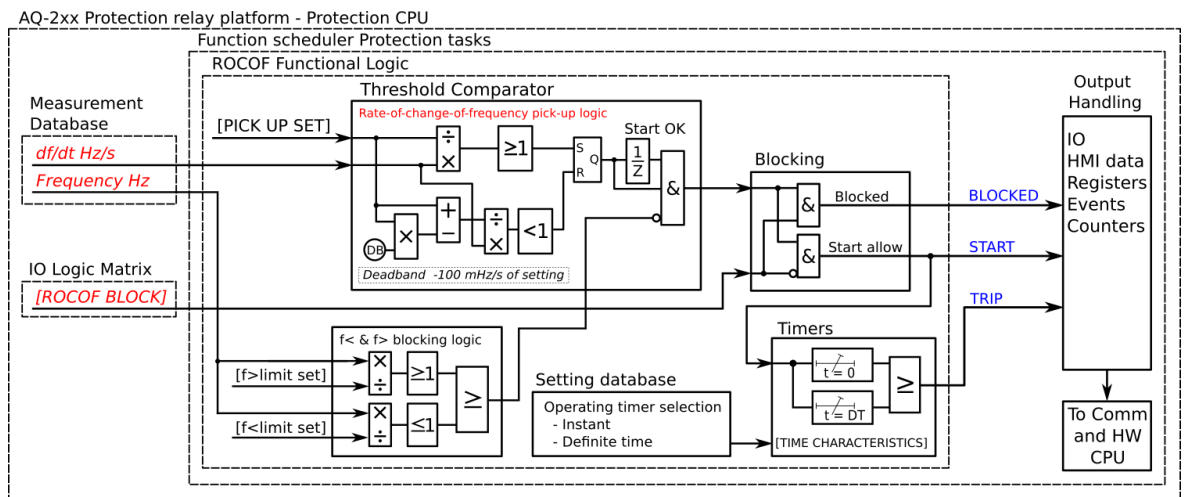 AQ-2xx Protection relay platform - Protection CPU
Function scheduler Protection tasks
ROCOF Functional Logic
Measurement
Database
df/dt Hz/s
Frequency Hz
IO Logic Matrix
[ROCOF BLOCK]
[PICK UP SET]
Threshold Comparator
Rate-of-change-of-frequency pick-up logic
÷
×
≥1
S
R
Q
Start OK
1
Z
&
DB
×
+
−
÷
×
<1
Deadband -100 mHz/s of setting
f< & f> blocking logic
[f>limit set]
[f<limit set]
×
÷
≥1
×
÷
≤1
≥
Setting database
Operating timer selection
- Instant
- Definite time
Blocking
&
Blocked
&
Start allow
Timers
t = 0
t = DT
≥
[TIME CHARACTERISTICS]
BLOCKED
START
TRIP
Output
Handling
IO
HMI data
Registers
Events
Counters
To Comm
and HW
CPU